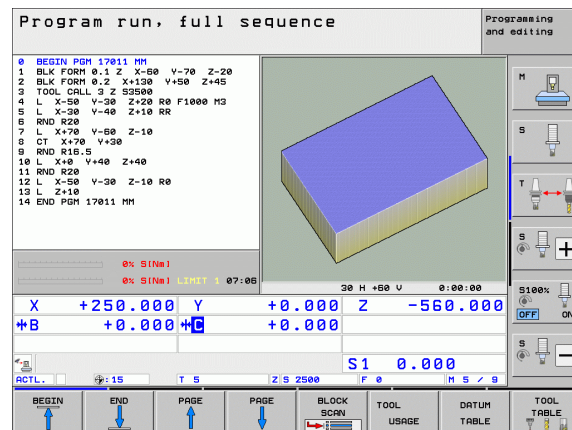 Program run, full sequence
Programming
and editing
0 BEGIN PGM 17011 MM
1 BLK FORM 0.1 Z X-60 Y-70 Z-20
2 BLK FORM 0.2 X+130 Y+50 Z+45
3 TOOL CALL 3 Z S3500
4 L X-50 Y-30 Z+20 R0 F1000 M3
5 L X-30 Y-40 Z+10 RR
6 RND R20
7 L X+70 Y-60 Z-10
8 CT X+70 Y+30
9 RND R16.5
10 L X+0 Y+40 Z+40
11 RND R20
12 L X-50 Y-30 Z-10 R0
13 L Z+10
14 END PGM 17011 MM
0% S[Nm]
0% S[Nm] LIMIT 1 07:06
30 H +60 V 0:00:00
X +250.000 Y +0.000 Z -560.000
B +0.000 C +0.000
S1 0.000
ACTL. : 15 T 5 Z S 2500 F 0 M 5 / 9
M
S
T
S
+
S100%
OFF ON
S
-
BEGIN
END
PAGE
PAGE
BLOCK
SCAN
TOOL
USAGE
DATUM
TABLE
TOOL
TABLE